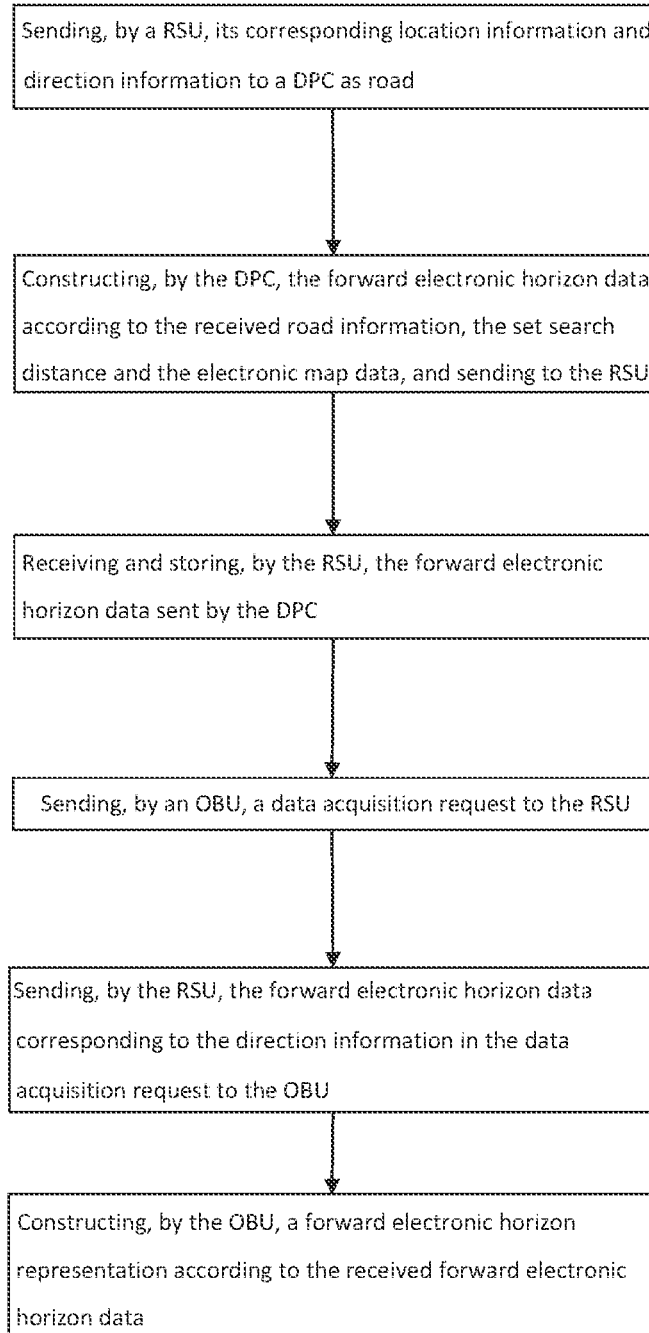 Sending, by a RSU, its corresponding location information and
direction information to a DPC as road
Constructing, by the DPC, the forward electronic horizon data
according to the received road information, the set search
distance and the electronic map data, and sending to the RSU
Receiving and storing, by the RSU, the forward electronic
horizon data sent by the DPC
Sending, by an OBU, a data acquisition request to the RSU
Sending, by the RSU, the forward electronic horizon data
corresponding to the direction information in the data
acquisition request to the OBU
Constructing, by the OBU, a forward electronic horizon
representation according to the received forward electronic
horizon data